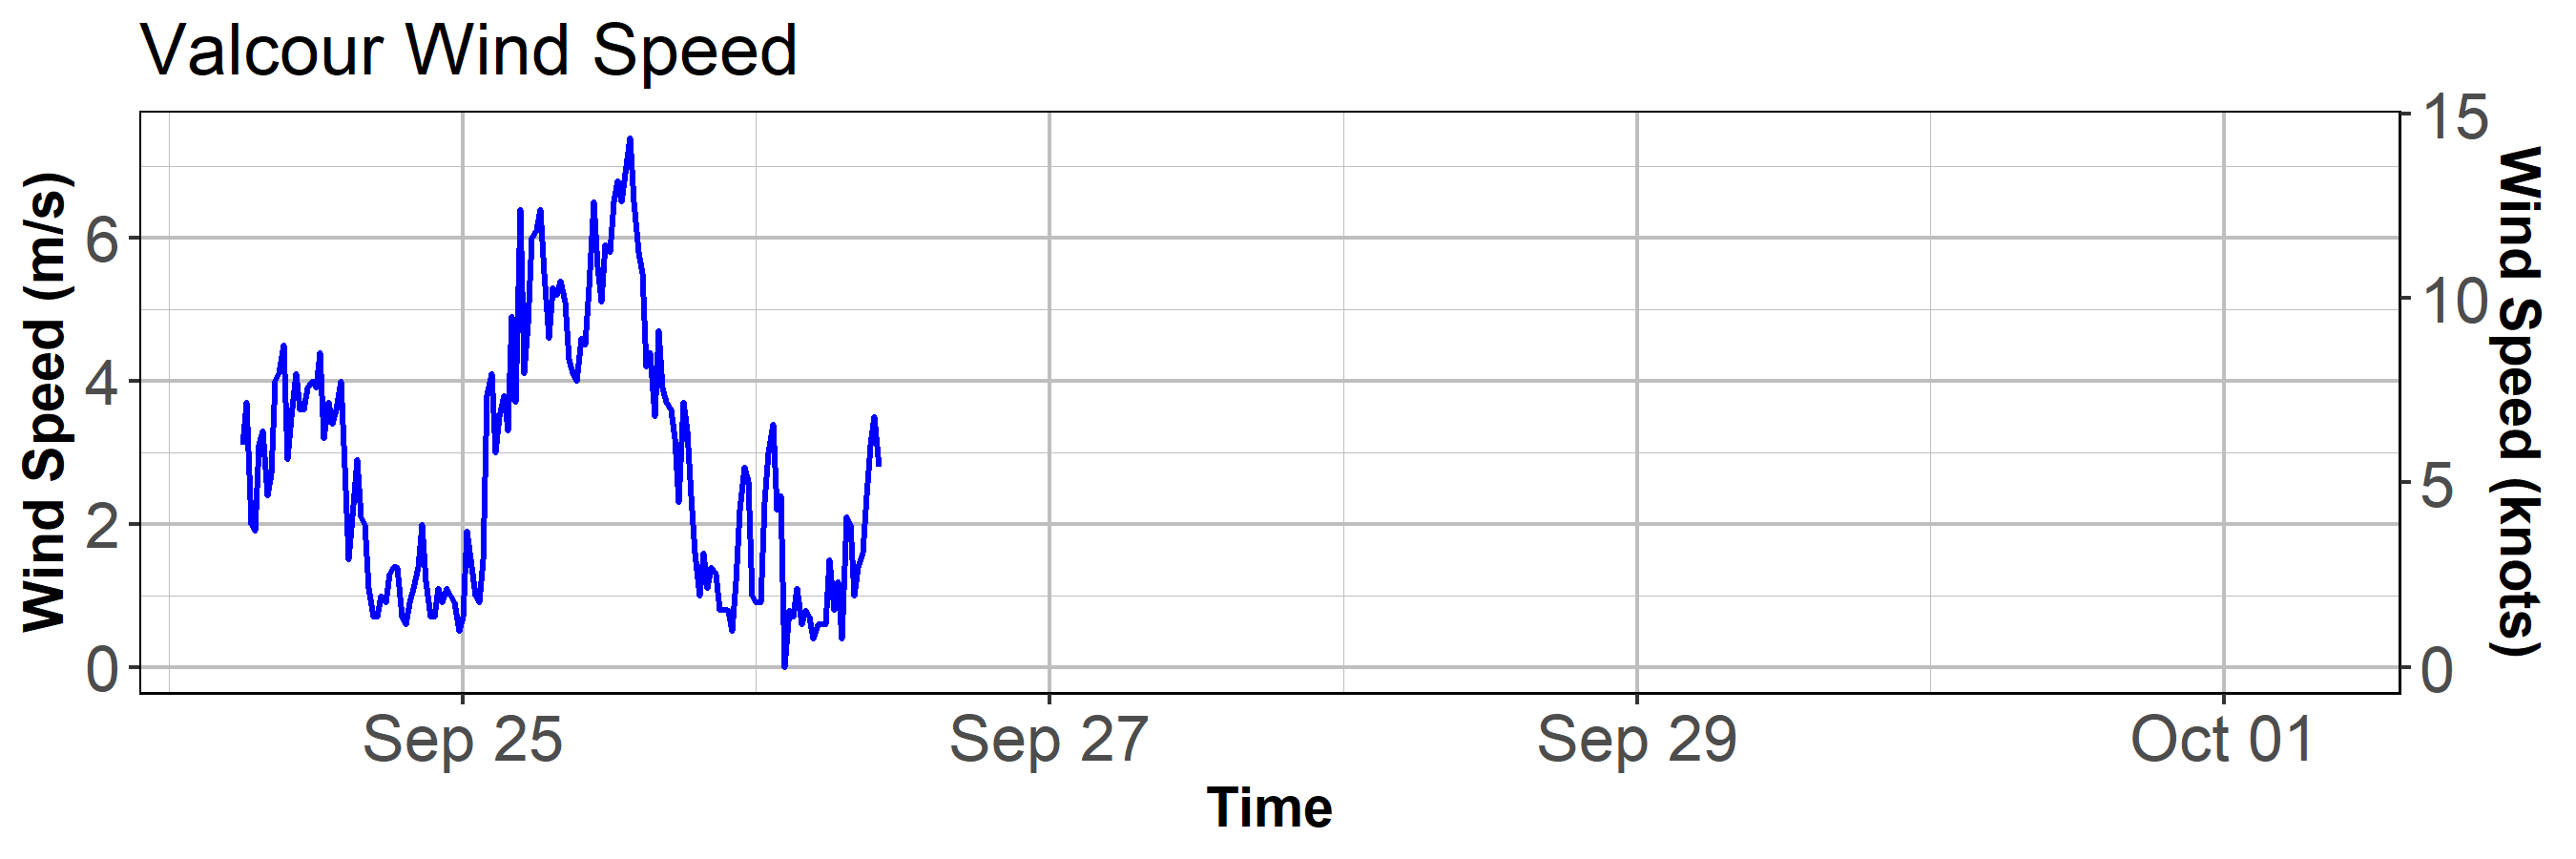 Valcour Wind Speed
Wind Speed (m/s)
6
4
2
0
15
10
5
0
Wind Speed (knots)
Sep 25
Sep 27
Sep 29
Oct 01
Time